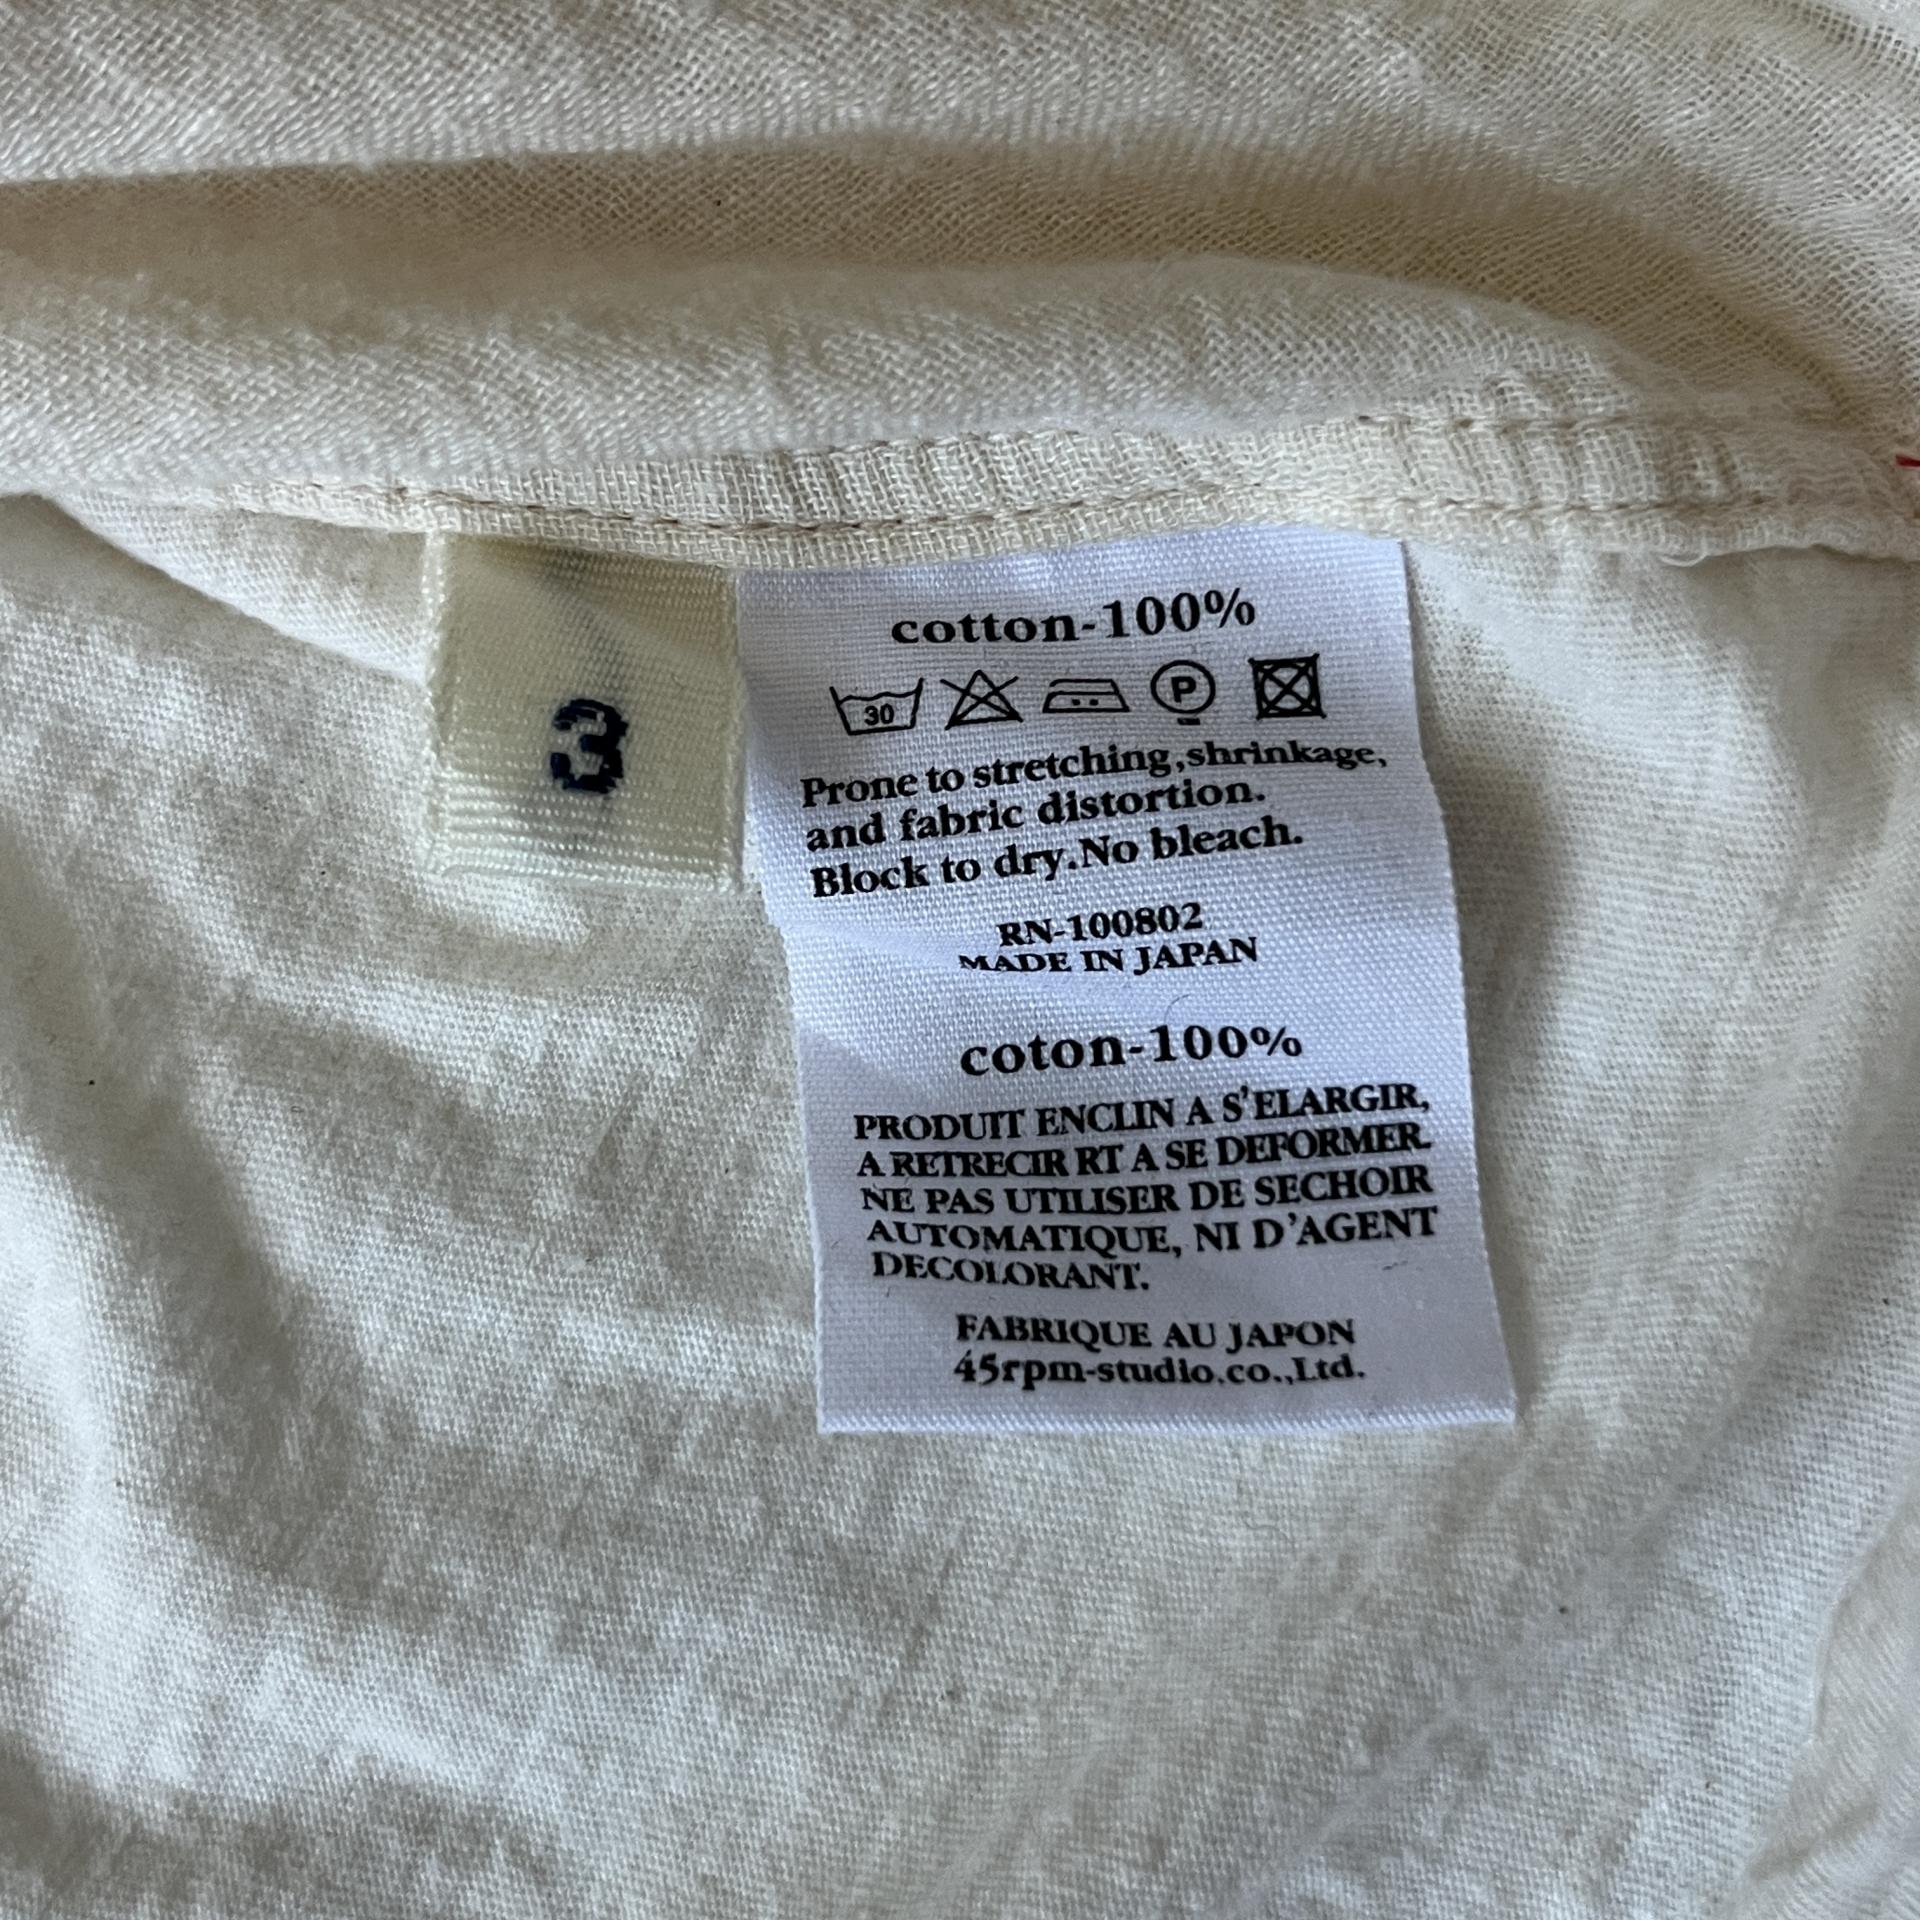 3
cotton-100%
30 P
Prone to stretching,shrinkage,
and fabric distortion.
Block to dry.No bleach.
RN-100802
MADE IN JAPAN
coton-100%
PRODUIT ENCLIN A S'ELARGIR,
A RETRECIR RT A SE DEFORMER.
NE PAS UTILISER DE SECHOIR
AUTOMATIQUE, NI D'AGENT
DECOLORANT.
FABRIQUE AU JAPON
45rpm-studio.co.,Ltd.